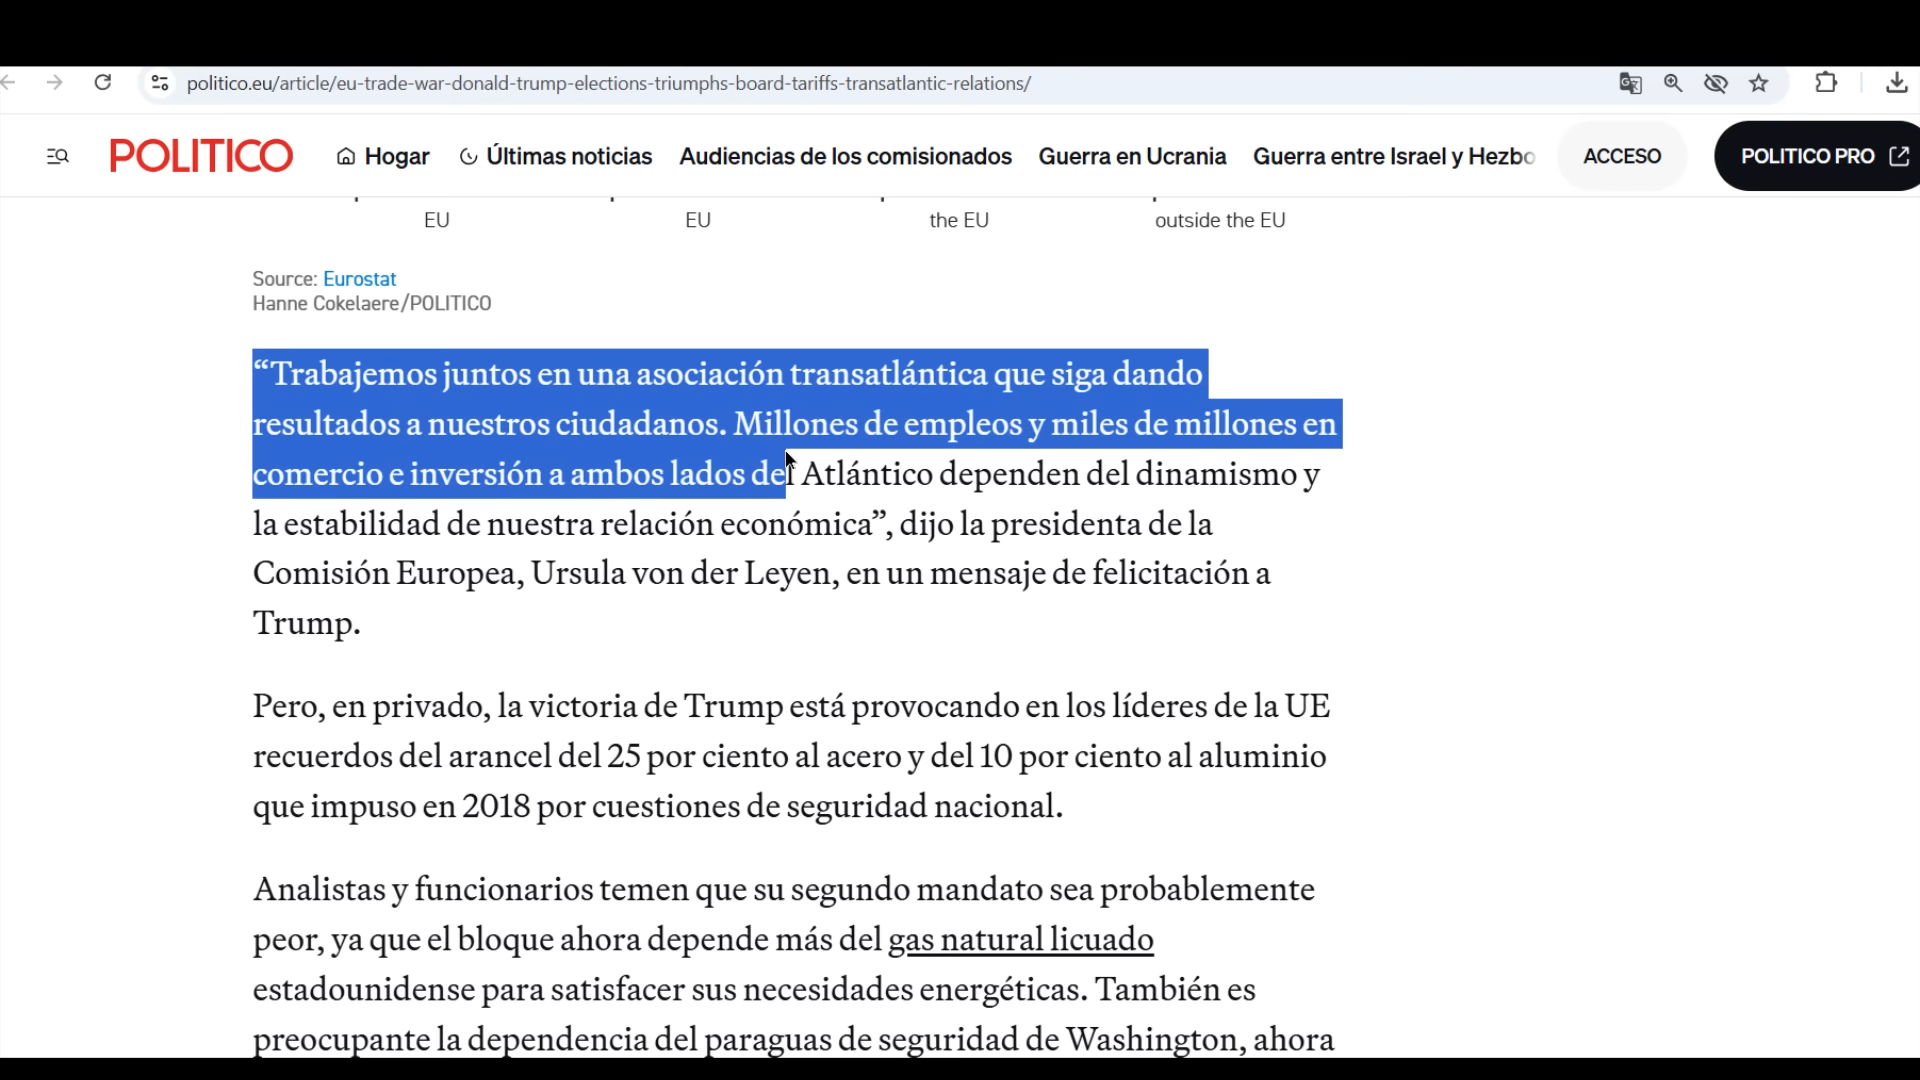 politico.eu/article/eu-trade-war-donald-trump-elections-triumphs-board-tariffs-transatlantic-relations/
POLITICO Hogar Últimas noticias Audiencias de los comisionados Guerra en Ucrania Guerra entre Israel y Hezbo ACCESO POLITICO PRO
EU EU the EU outside the EU
Source: Eurostat
Hanne Cokelaere/POLITICO
“Trabajemos juntos en una asociación transatlántica que siga dando
resultados a nuestros ciudadanos. Millones de empleos y miles de millones en
comercio e inversión a ambos lados del Atlántico dependen del dinamismo y
la estabilidad de nuestra relación económica”, dijo la presidenta de la
Comisión Europea, Ursula von der Leyen, en un mensaje de felicitación a
Trump.
Pero, en privado, la victoria de Trump está provocando en los líderes de la UE
recuerdos del arancel del 25 por ciento al acero y del 10 por ciento al aluminio
que impuso en 2018 por cuestiones de seguridad nacional.
Analistas y funcionarios temen que su segundo mandato sea probablemente
peor, ya que el bloque ahora depende más del gas natural licuado
estadounidense para satisfacer sus necesidades energéticas. También es
preocupante la dependencia del paraguas de seguridad de Washington, ahora